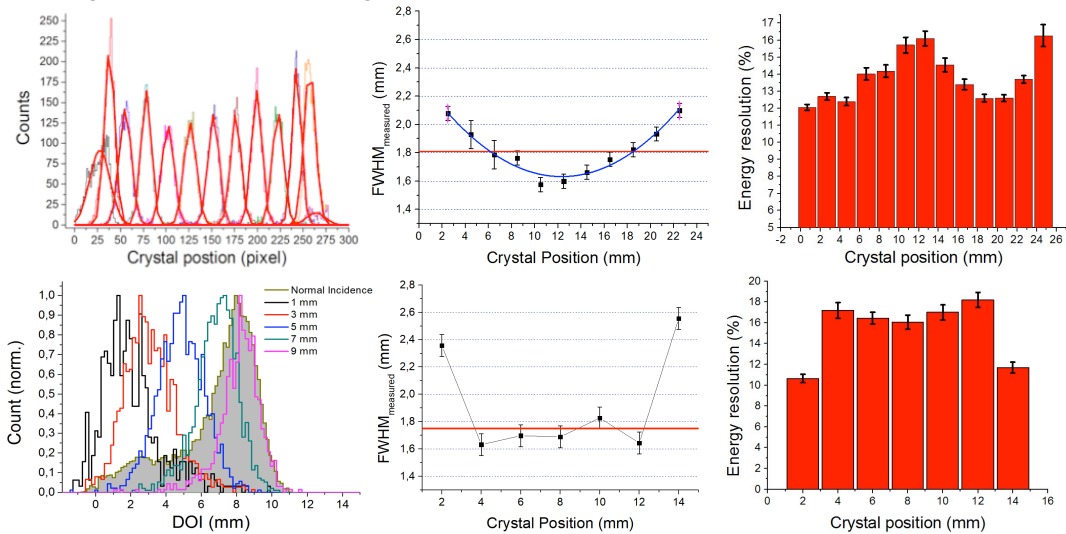 250
225
200
175
150
125
100
75
50
25
0
Counts
0 25 50 75 100 125 150 175 200 225 250 275 300
Crystal postion (pixel)
2,8
2,6
2,4
2,2
2,0
1,8
1,6
1,4
FWHMmeasured (mm)
0 2 4 6 8 10 12 14 16 18 20 22 24
Crystal Position (mm)
17
16
15
14
13
12
11
10
9
8
7
6
5
Energy resolution (%)
-2 0 2 4 6 8 10 12 14 16 18 20 22 24 26
Crystal position (mm)
1,0
0,9
0,8
0,7
0,6
0,5
0,4
0,3
0,2
0,1
0,0
Count (norm.)
Normal Incidence
1 mm
3 mm
5 mm
7 mm
9 mm
0 2 4 6 8 10 12 14
DOI (mm)
2,8
2,6
2,4
2,2
2,0
1,8
1,6
1,4
FWHMmeasured (mm)
2 4 6 8 10 12 14
Crystal Position (mm)
20
18
16
14
12
10
8
6
4
2
0
Energy resolution (%)
0 2 4 6 8 10 12 14 16
Crystal position (mm)